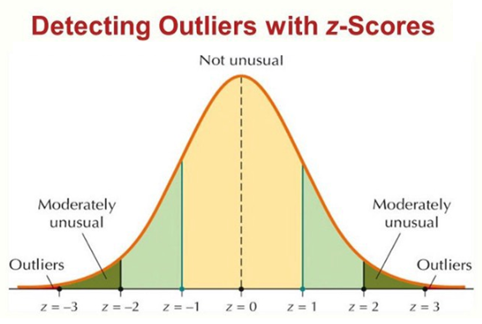 Detecting Outliers with z-Scores
Not unusual
Moderately
unusual
Moderately
unusual
Outliers
Outliers
z = –3
z = –2
z = –1
z = 0
z = 1
z = 2
z = 3